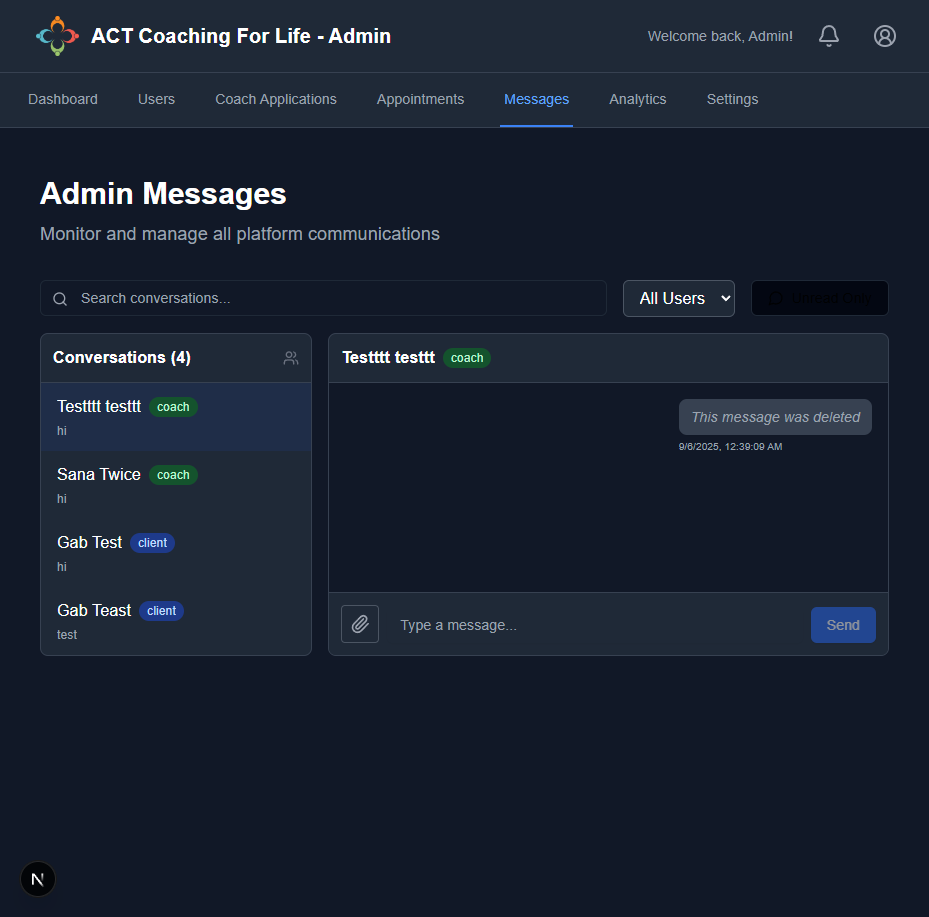 ACT Coaching For Life - Admin
Welcome back, Admin!
Dashboard
Users
Coach Applications
Appointments
Messages
Analytics
Settings
Admin Messages
Monitor and manage all platform communications
Search conversations...
All Users
Unread Only
Conversations (4)
Testttt testtt coach
hi
Sana Twice coach
hi
Gab Test client
hi
Gab Teast client
test
Testttt testtt coach
This message was deleted
9/6/2025, 12:39:09 AM
Type a message...
Send
N